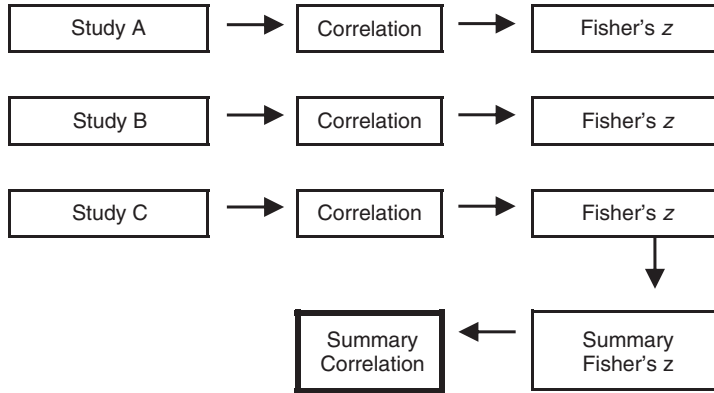 Study A Correlation Fisher's z
Study B Correlation Fisher's z
Study C Correlation Fisher's z
Summary Summary
Correlation Fisher's z